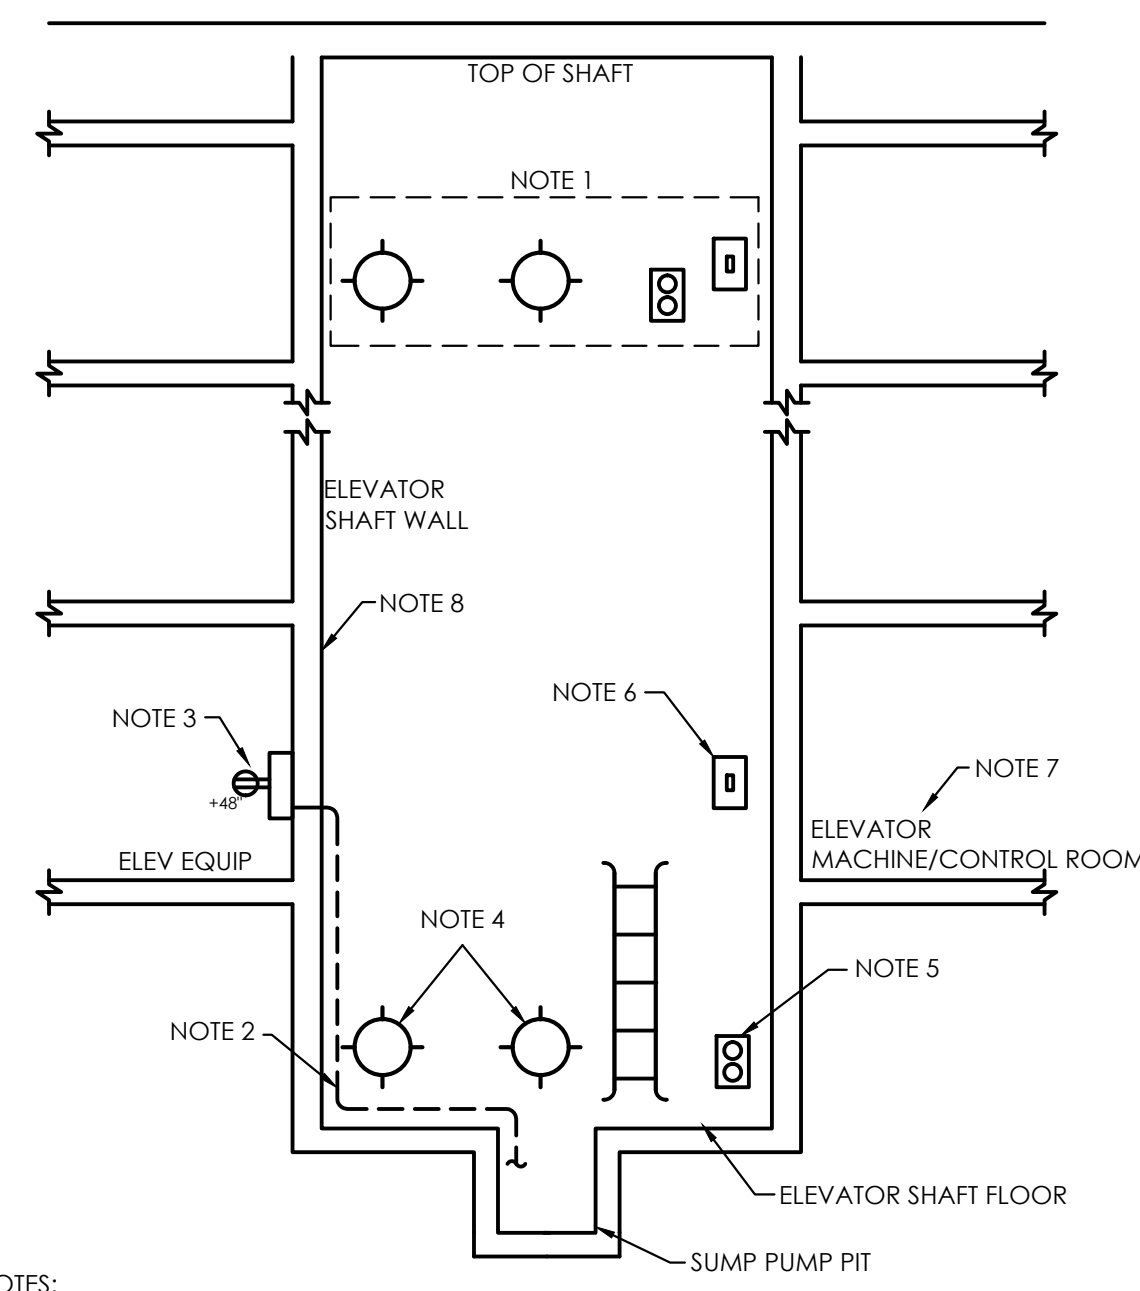 TOP OF SHAFT
NOTE 1
ELEVATOR
SHAFT WALL
NOTE 8
NOTE 6
NOTE 3
NOTE 7
+48"
ELEVATOR
MACHINE/CONTROL ROOM
ELEV EQUIP
NOTE 4
NOTE 5
NOTE 2
ELEVATOR SHAFT FLOOR
SUMP PUMP PIT
OTES: